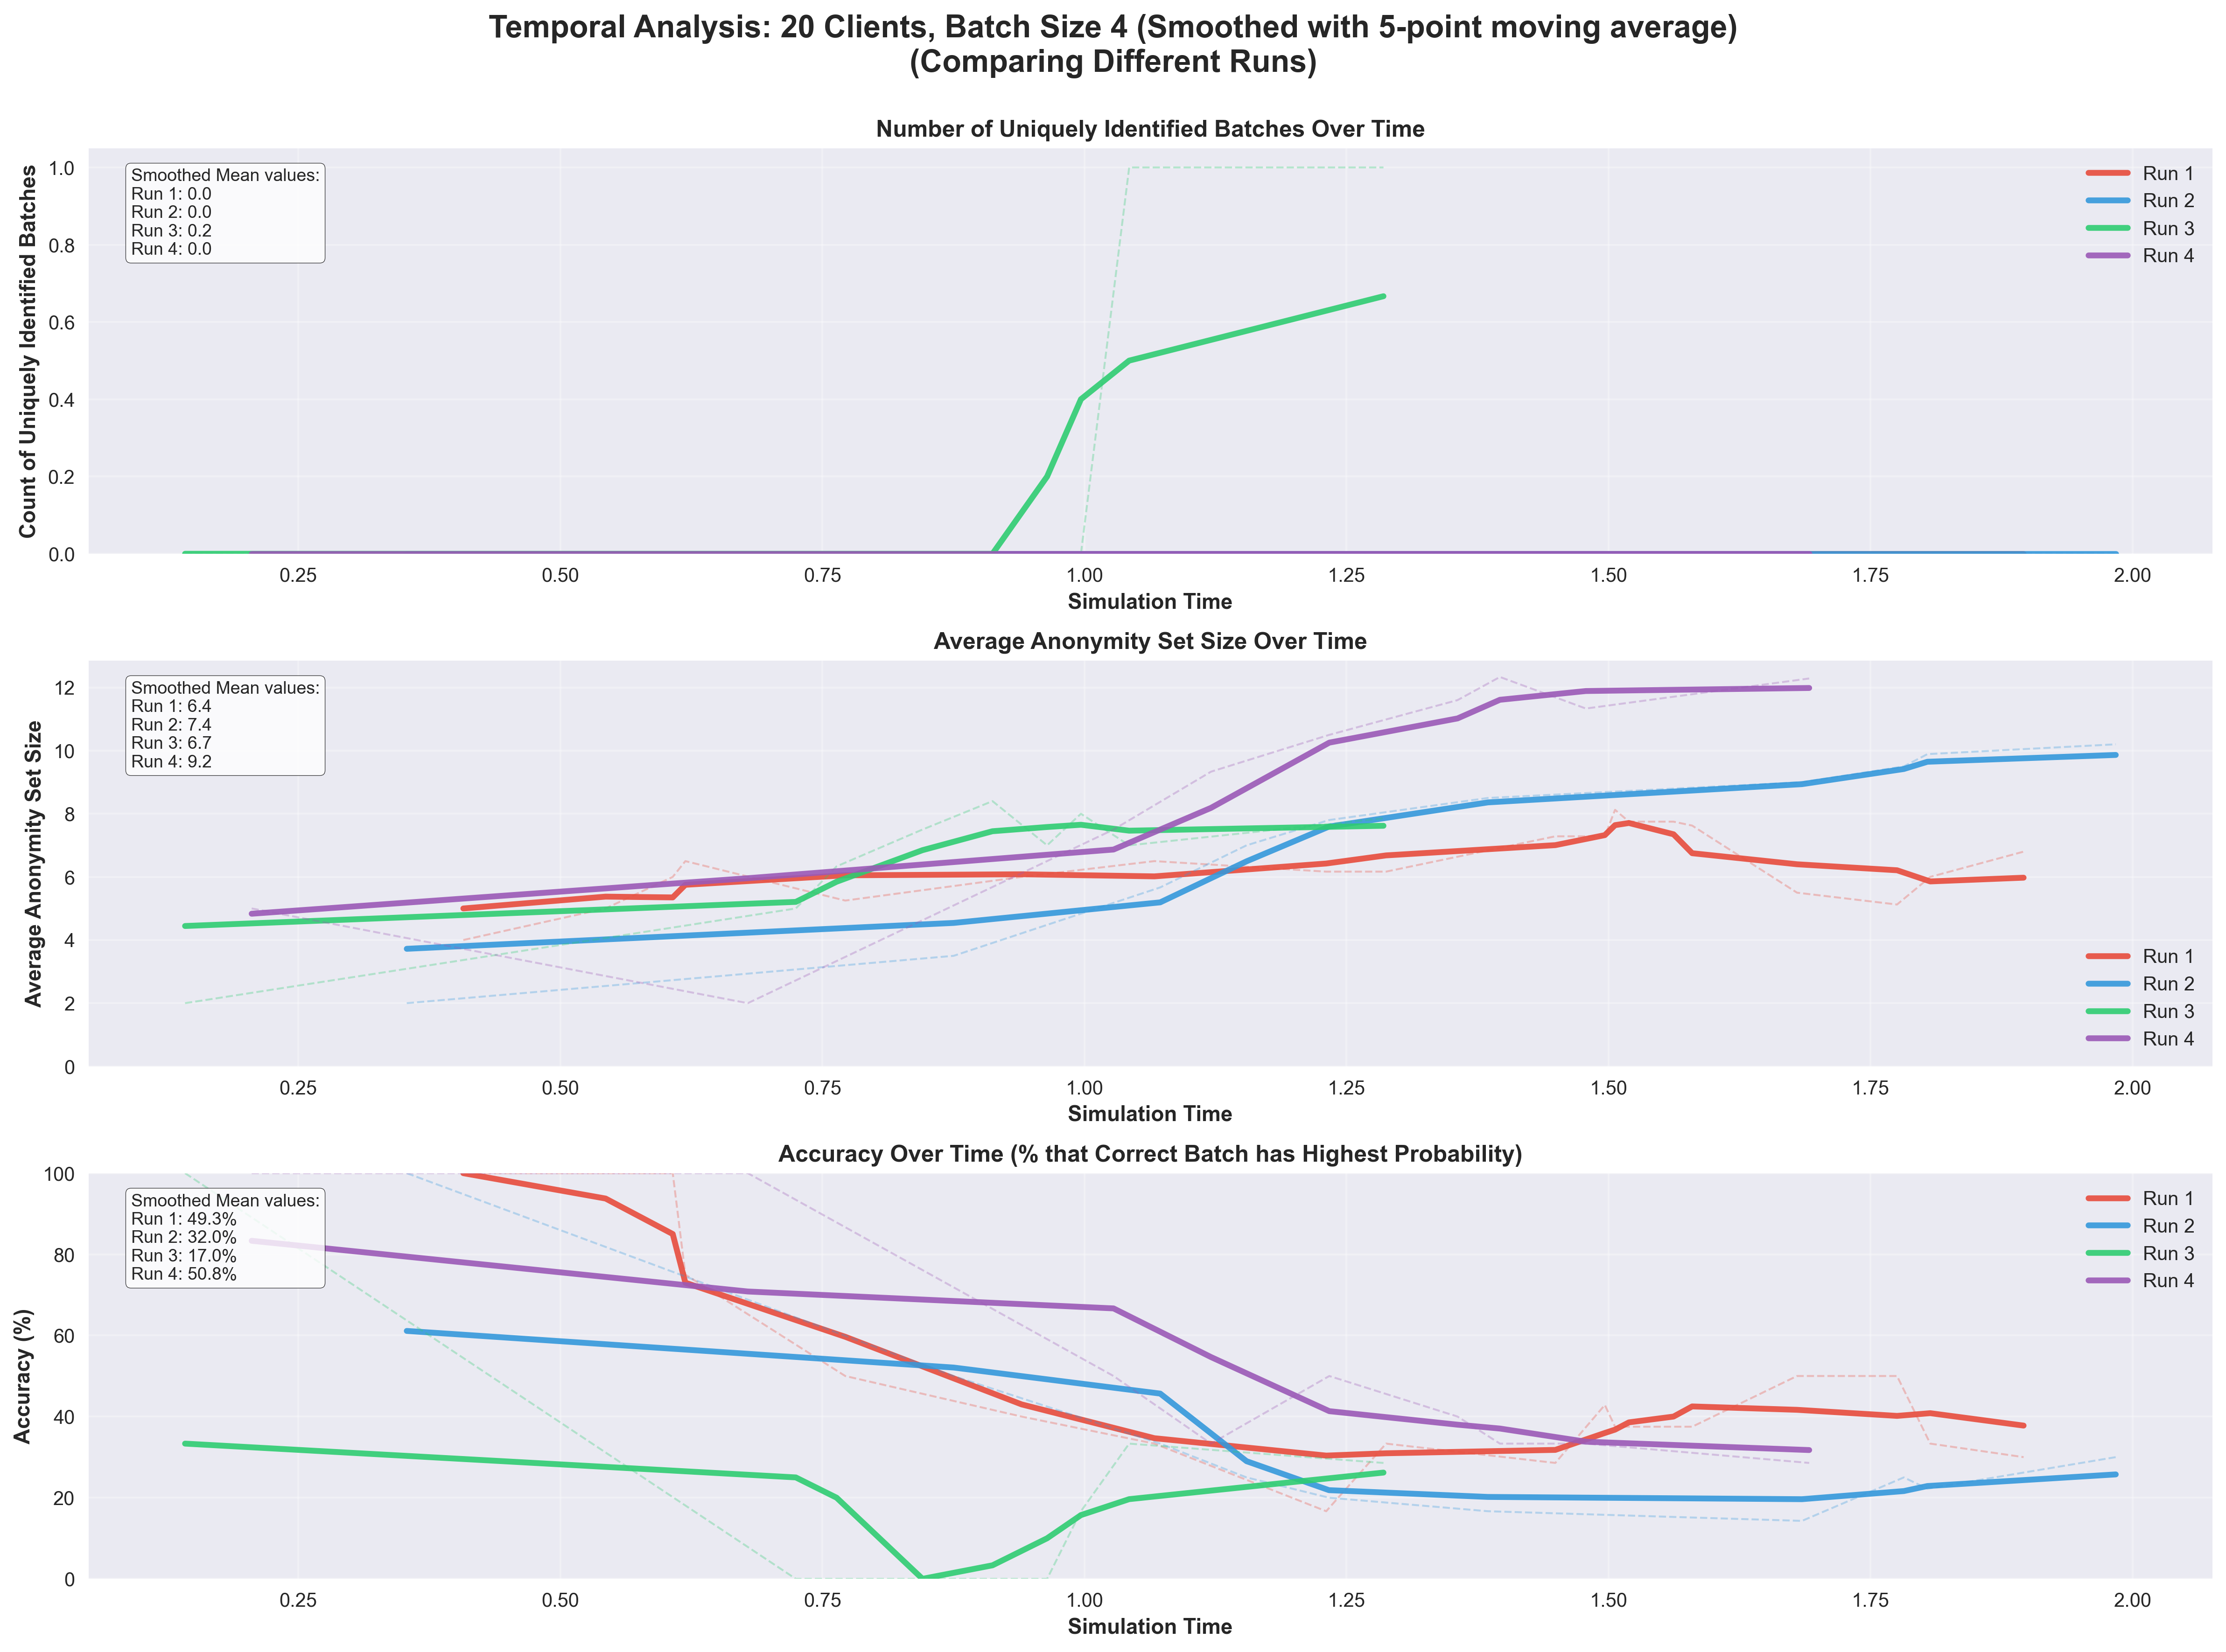 Temporal Analysis: 20 Clients, Batch Size 4 (Smoothed with 5-point moving average)
(Comparing Different Runs)
Number of Uniquely Identified Batches Over Time
Count of Uniquely Identified Batches
1.0
0.8
0.6
0.4
0.2
0.0
Smoothed Mean values:
Run 1: 0.0
Run 2: 0.0
Run 3: 0.2
Run 4: 0.0
Run 1
Run 2
Run 3
Run 4
0.25 0.50 0.75 1.00 1.25 1.50 1.75 2.00
Simulation Time
Average Anonymity Set Size Over Time
Average Anonymity Set Size
12
10
8
6
4
2
0
Smoothed Mean values:
Run 1: 6.4
Run 2: 7.4
Run 3: 6.7
Run 4: 9.2
Run 1
Run 2
Run 3
Run 4
0.25 0.50 0.75 1.00 1.25 1.50 1.75 2.00
Simulation Time
Accuracy Over Time (% that Correct Batch has Highest Probability)
Accuracy (%)
100
80
60
40
20
0
Smoothed Mean values:
Run 1: 49.3%
Run 2: 32.0%
Run 3: 17.0%
Run 4: 50.8%
Run 1
Run 2
Run 3
Run 4
0.25 0.50 0.75 1.00 1.25 1.50 1.75 2.00
Simulation Time